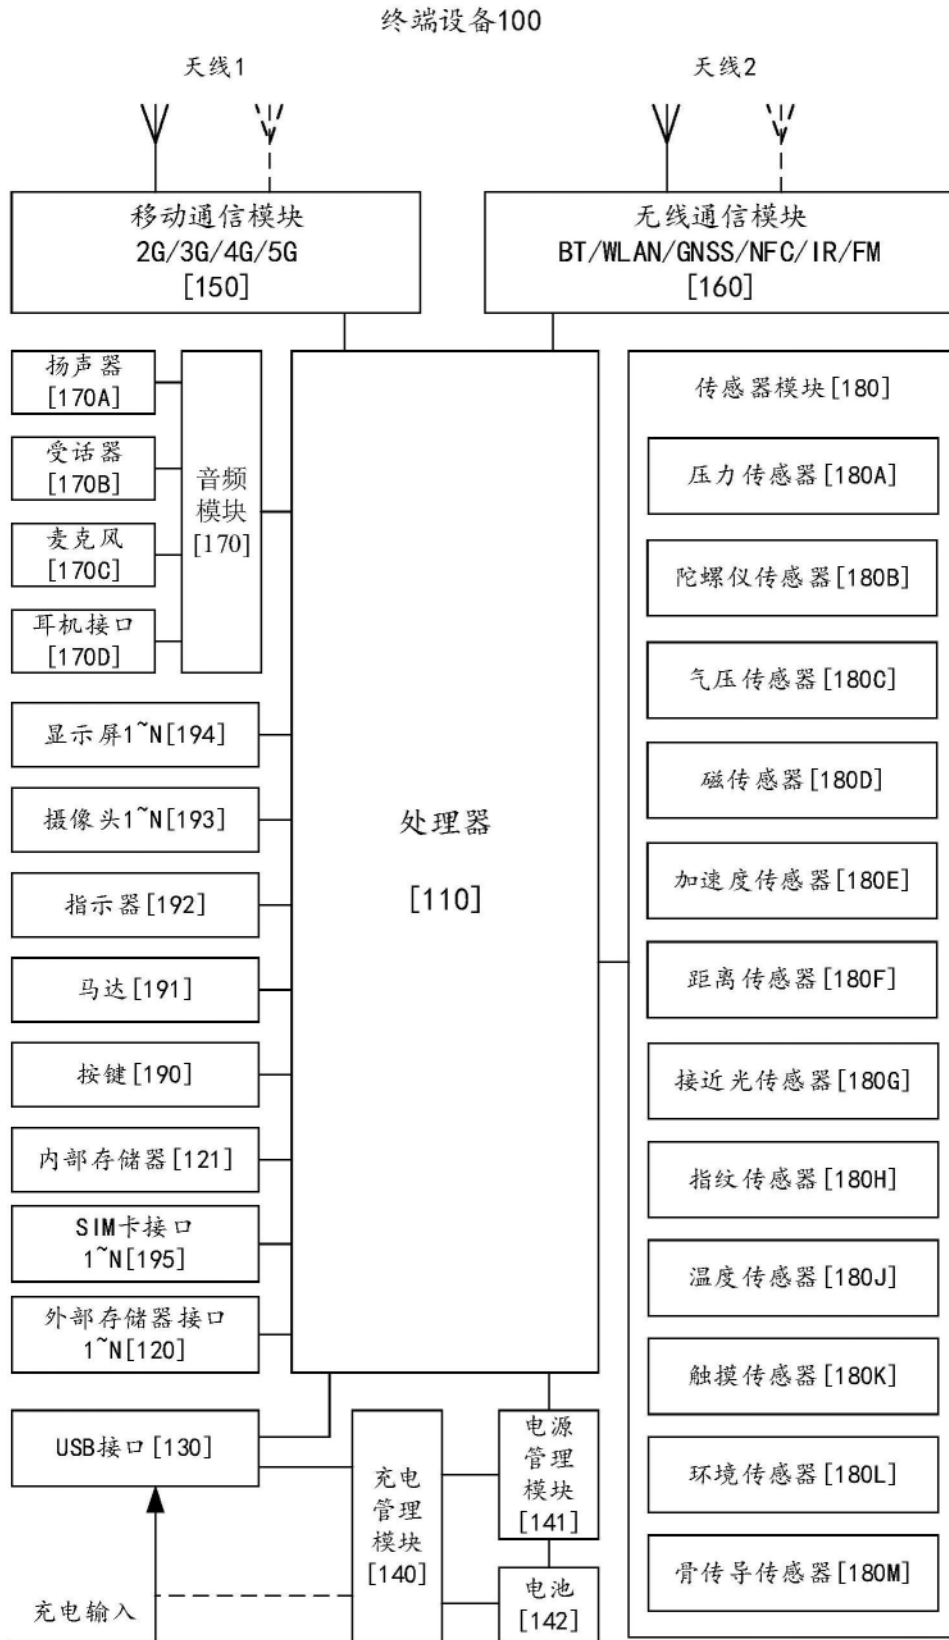 终端设备100
天线1
天线2
移动通信模块
2G/3G/4G/5G
[150]
无线通信模块
BT/WLAN/GNSS/NFC/IR/FM
[160]
扬声器
[170A]
受话器
[170B]
麦克风
[170C]
耳机接口
[170D]
音频
模块
[170]
显示屏1~N[194]
摄像头1~N[193]
指示器[192]
马达[191]
按键[190]
内部存储器[121]
SIM卡接口
1~N[195]
外部存储器接口
1~N[120]
处理器
[110]
传感器模块[180]
压力传感器[180A]
陀螺仪传感器[180B]
气压传感器[180C]
磁传感器[180D]
加速度传感器[180E]
距离传感器[180F]
接近光传感器[180G]
指纹传感器[180H]
温度传感器[180J]
触摸传感器[180K]
环境传感器[180L]
骨传导传感器[180M]
USB接口[130]
充电
管理
模块
[140]
电源
管理
模块
[141]
电池
[142]
充电输入